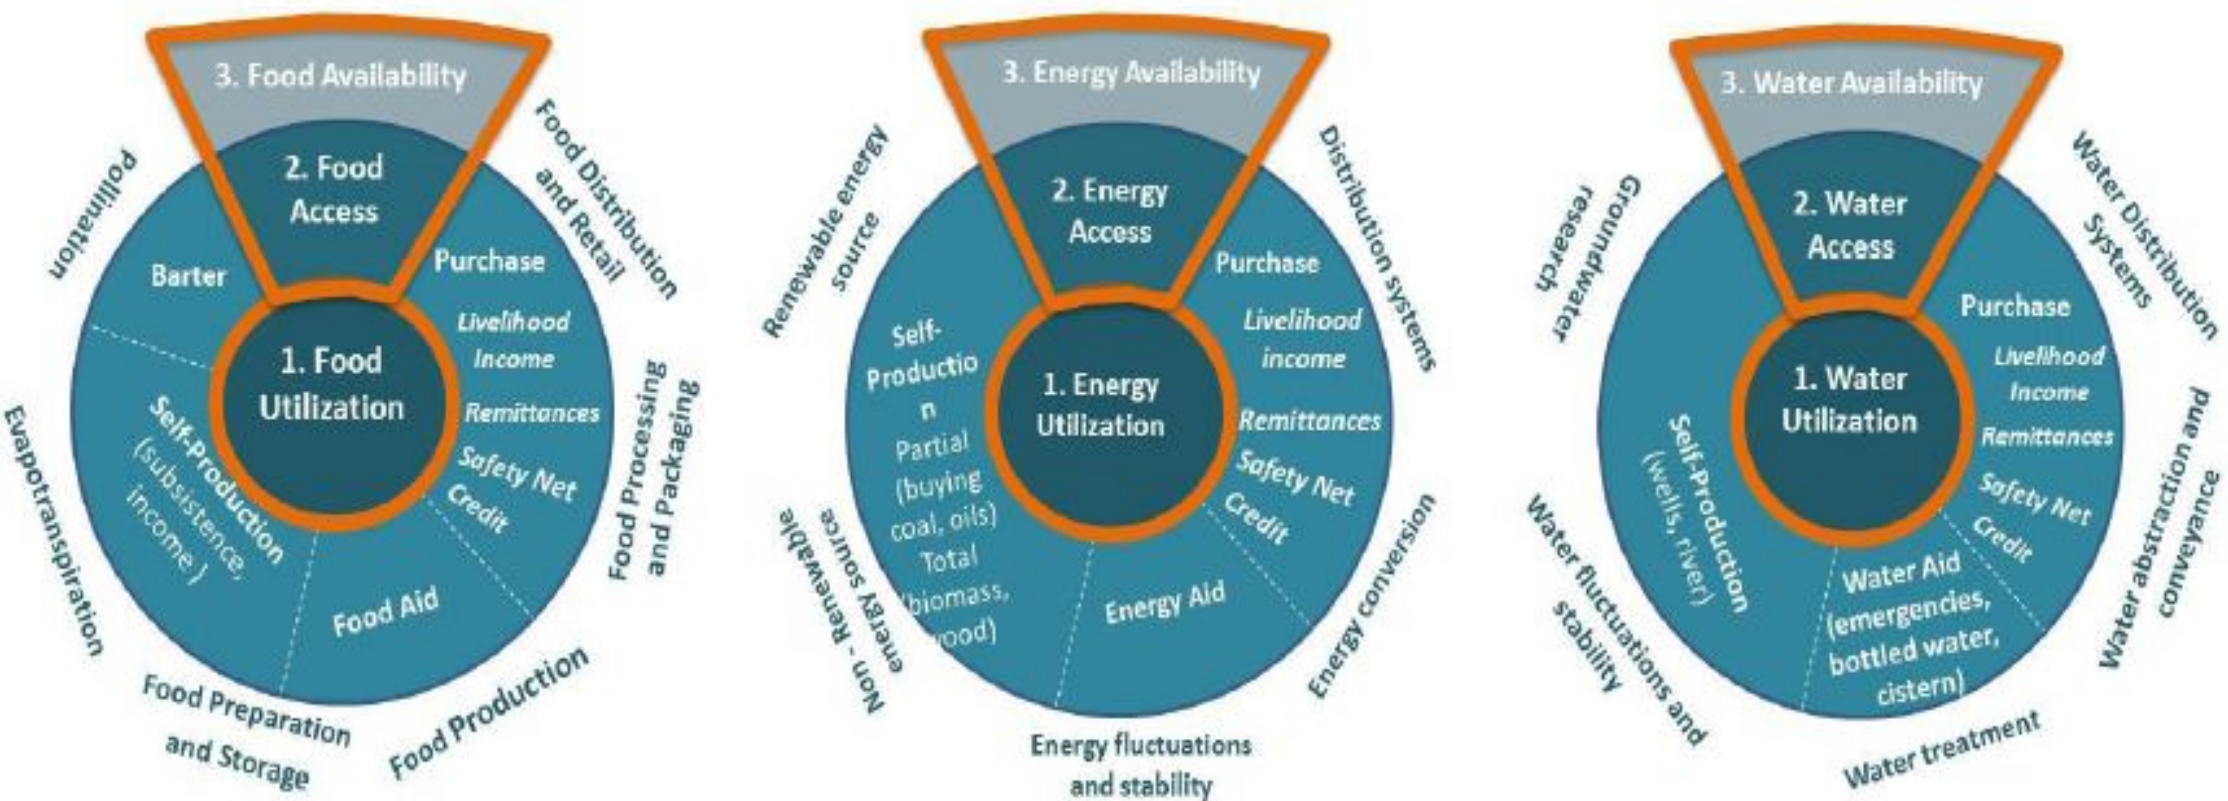 3. Food Availability
2. Food
Access
1. Food
Utilization
Barter
Purchase
Livelihood
Income
Remittances
Safety Net
Credit
Food Aid
Self-Production
(subsistence,
income )
Pollination
Food Distribution
and Retail
Food Processing
and Packaging
Food Production
Food Preparation
and Storage
Evapotranspiration
3. Energy Availability
2. Energy
Access
1. Energy
Utilization
Purchase
Livelihood
income
Remittances
Safety Net
Credit
Energy Aid
Self-
Productio
n
Partial
(buying
coal, oils)
Total
(biomass,
wood)
Renewable energy
source
Distribution systems
Energy conversion
Energy fluctuations
and stability
Non - Renewable
energy source
3. Water Availability
2. Water
Access
1. Water
Utilization
Purchase
Livelihood
Income
Remittances
Safety Net
Credit
Water Aid
(emergencies,
bottled water,
cistern)
Self-Production
(wells, river)
Groundwater
research
Water Distribution
Systems
Water abstraction and
conveyance
Water treatment
Water fluctuations and
stability